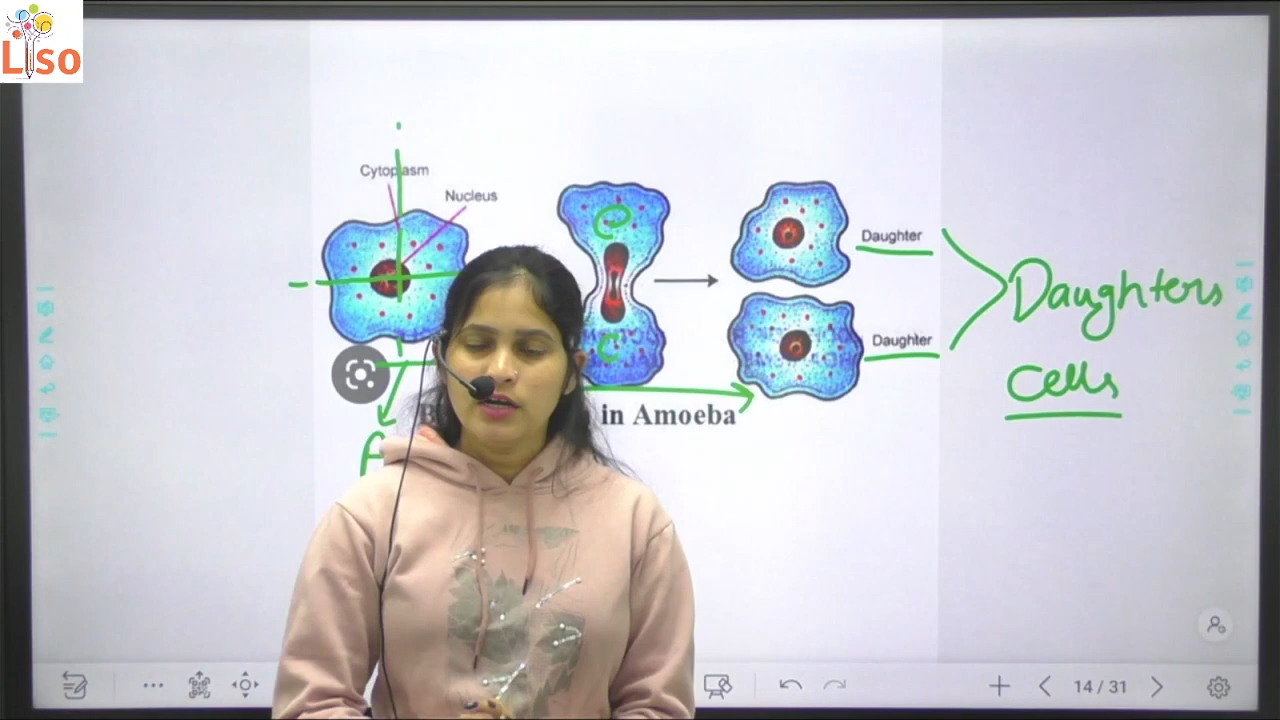 Liso
Cytoplasm
Nucleus
Daughter
Daughter
Daughters
Cells
in Amoeba
14 / 31